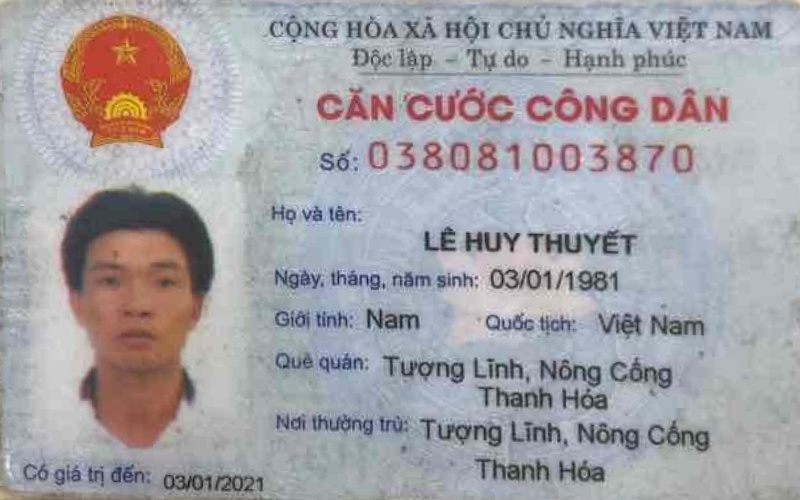 CỘNG HÒA XÃ HỘI CHỦ NGHĨA VIỆT NAM
Độc lập - Tự do - Hạnh phúc
CĂN CƯỚC CÔNG DÂN
Số: 038081003870
Họ và tên:
LÊ HUY THUYẾT
Ngày, tháng, năm sinh: 03/01/1981
Giới tính: Nam Quốc tịch: Việt Nam
Quê quán: Tượng Lĩnh, Nông Cống
Thanh Hóa
Nơi thường trú: Tượng Lĩnh, Nông Cống
Thanh Hóa
Có giá trị đến: 03/01/2021